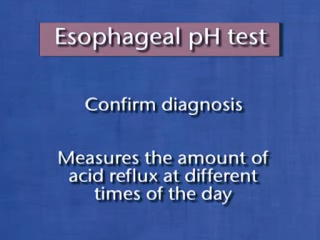 Esophageal pH test
Confirm diagnosis
Measures the amount of
acid reflux at different
times of the day